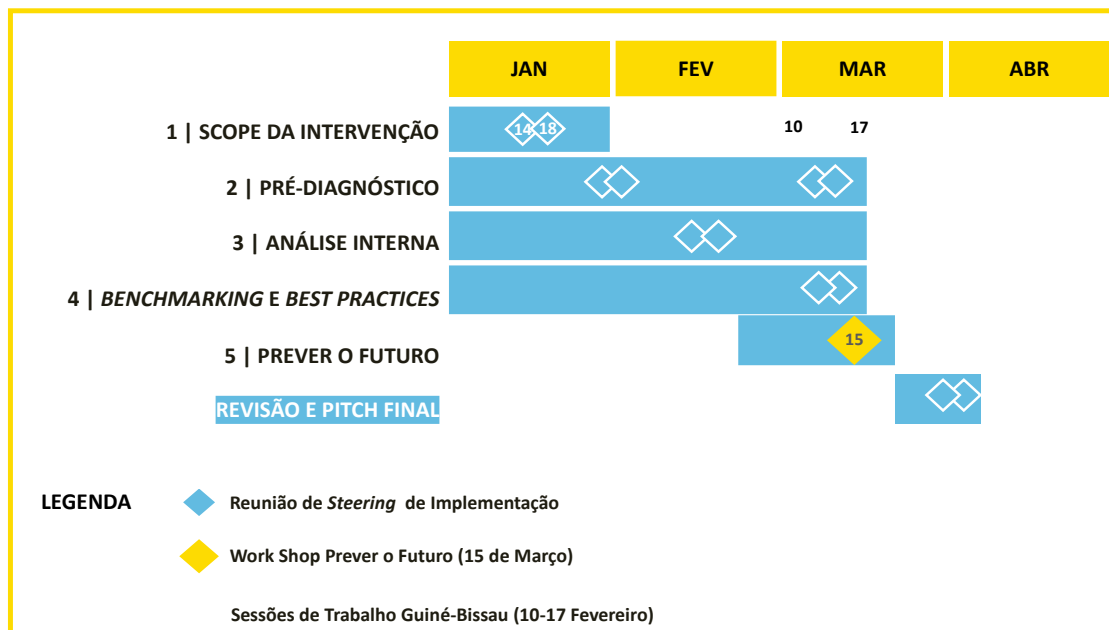 JAN FEV MAR ABR
1 | SCOPE DA INTERVENÇÃO 14 18 10 17
2 | PRÉ-DIAGNÓSTICO
3 | ANÁLISE INTERNA
4 | BENCHMARKING E BEST PRACTICES
5 | PREVER O FUTURO 15
REVISÃO E PITCH FINAL
LEGENDA Reunião de Steering de Implementação
Work Shop Prever o Futuro (15 de Março)
Sessões de Trabalho Guiné-Bissau (10-17 Fevereiro)